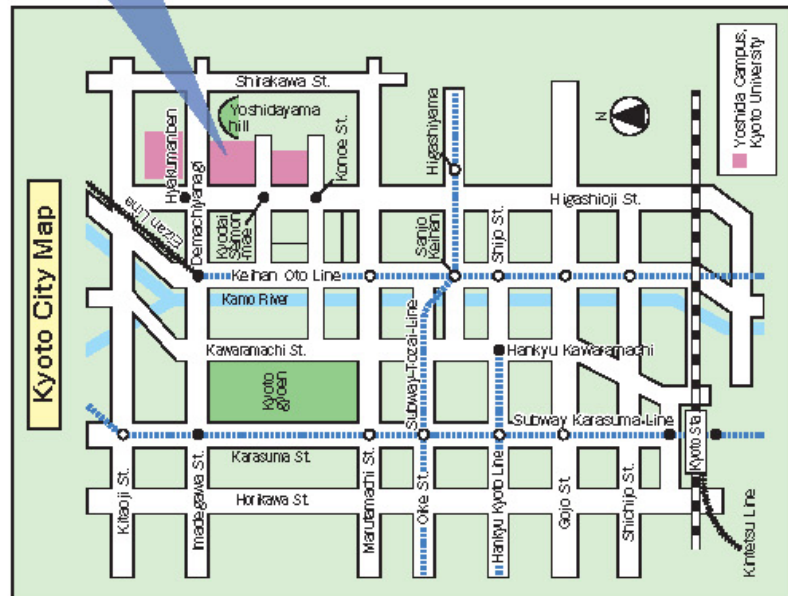 Kyoto City Map
Shirakawa St.
Yoshidayama
hill
Hyakumanben
Konoe St.
Higashiyama
Eizan Line
Demachiyanagi
Kyodai
Seimon
-mae
Higashioji St.
Sanjo
Keihan
Shijo St.
Keihan Oto Line
Kamo River
Kawaramachi St.
Subway-Tozai-Line
Hankyu Kawaramachi
Kyoto
gyoen
Subway Karasuma-Line
Karasuma St.
Horikawa St.
Kitaoji St.
Imadegawa St.
Marutamachi St.
Oike St.
Hankyu Kyoto Line
Gojo St.
Shichijo St.
Kyoto Sta
Kintetsu Line
N
Yoshida Campus,
Kyoto University